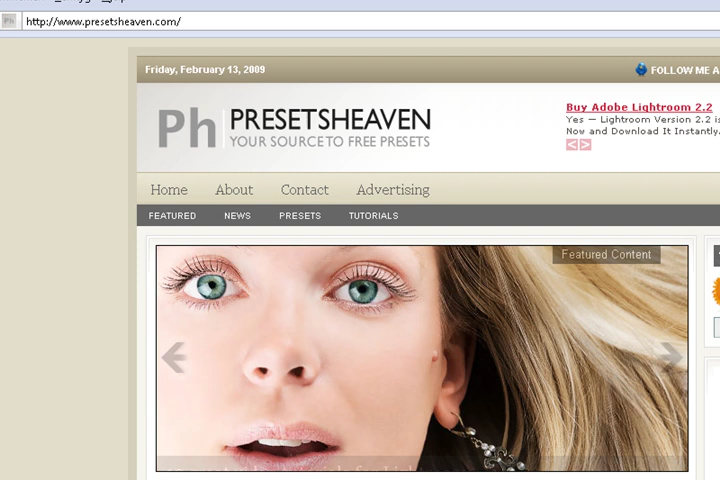 Ph
http://www.presetsheaven.com/
Friday, February 13, 2009
FOLLOW ME A
Ph PRESETSHEAVEN
YOUR SOURCE TO FREE PRESETS
Buy Adobe Lightroom 2.2
Yes — Lightroom Version 2.2 is
Now and Download It Instantly.
Home About Contact Advertising
FEATURED NEWS PRESETS TUTORIALS
Featured Content